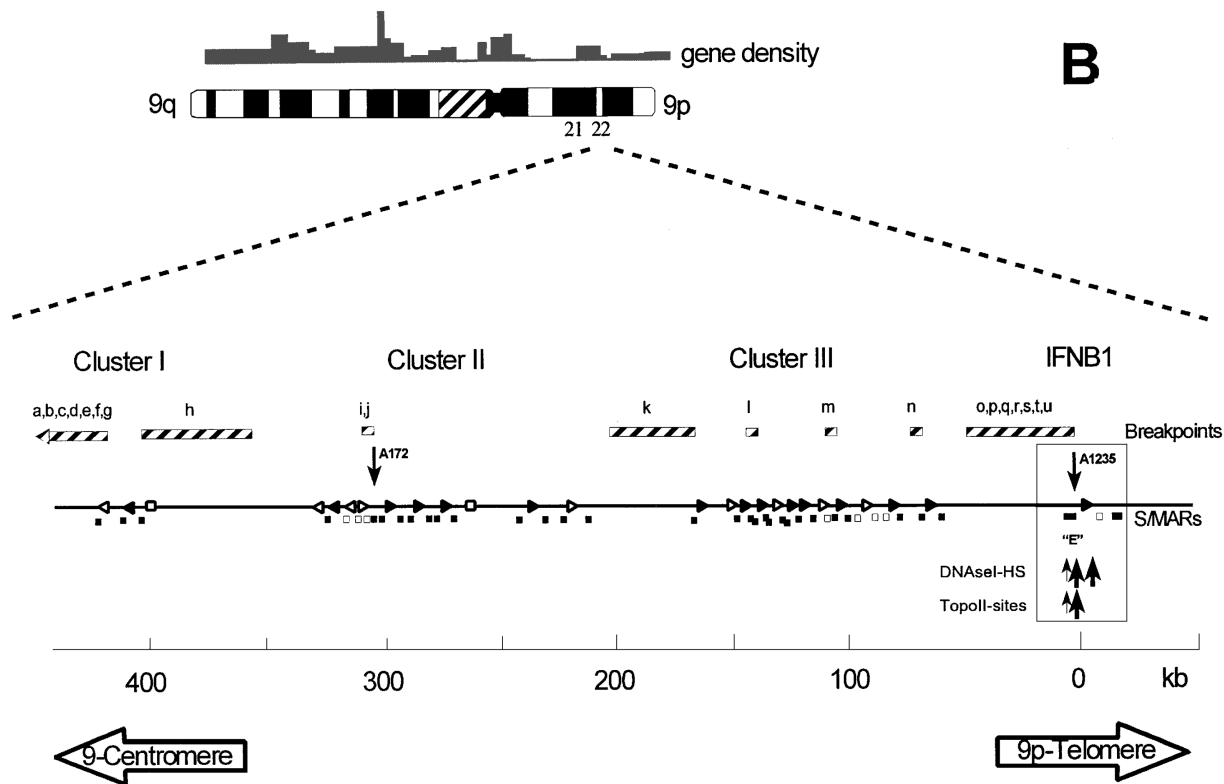 B
gene density
9q
9p
21 22
Cluster I
Cluster II
Cluster III
IFNB1
a,b,c,d,e,f,g
h
i,j
k
l
m
n
o,p,q,r,s,t,u
Breakpoints
A172
A1235
S/MARs
"E"
DNAseI-HS
TopoII-sites
400
300
200
100
0
kb
9-Centromere
9p-Telomere